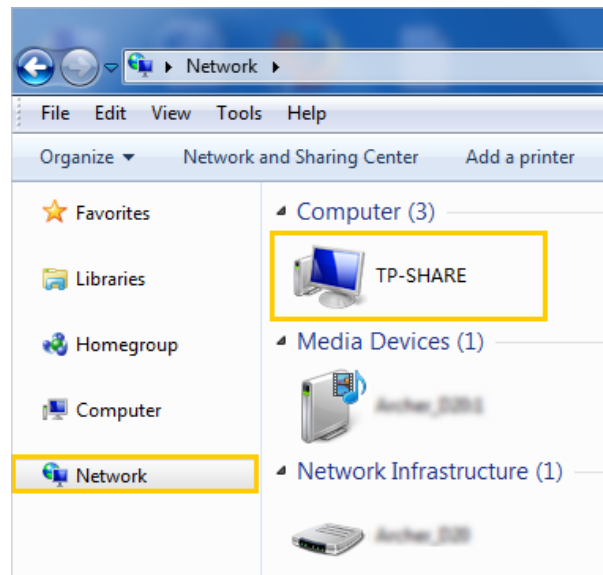 Network
File Edit View Tools Help
Organize Network and Sharing Center Add a printer
Favorites
Libraries
Homegroup
Computer
Network
Computer (3)
TP-SHARE
Media Devices (1)
Network Infrastructure (1)